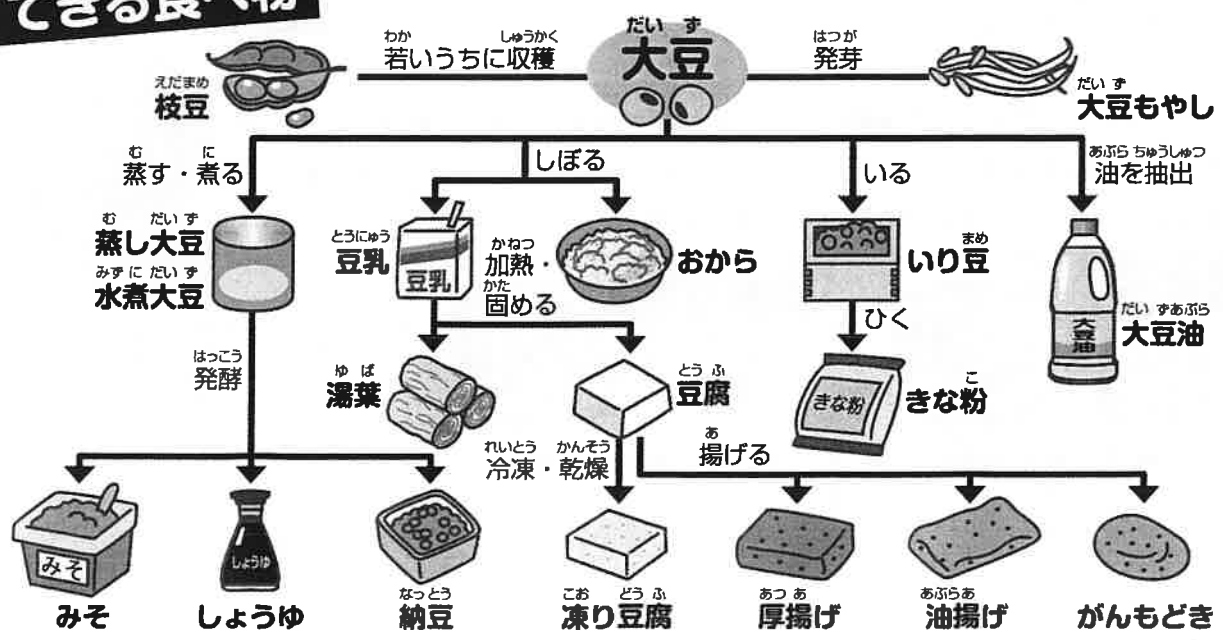 できる食べ物
わか しゅうかく
若いうちに収穫
だいず
大豆
はつが
発芽
えだまめ
枝豆
だいず
大豆もやし
む に
蒸す・煮る
しぼる
いる
あぶら ちゅうしゅつ
油を抽出
む だいず
蒸し大豆
みずに だいず
水煮大豆
とうにゅう
豆乳
豆乳
かねつ
加熱・
かた
固める
おから
いり豆
まめ
ひく
大豆油
だいずあぶら
大豆油
はっこう
発酵
ゆば
湯葉
とうふ
豆腐
きな粉
きな粉
こ
れいとう かんそう
冷凍・乾燥
あ
揚げる
みそ
しょうゆ
みそ
しょうゆ
なっとう
納豆
こお どうふ
凍り豆腐
あつあ
厚揚げ
あぶらあ
油揚げ
がんもどき